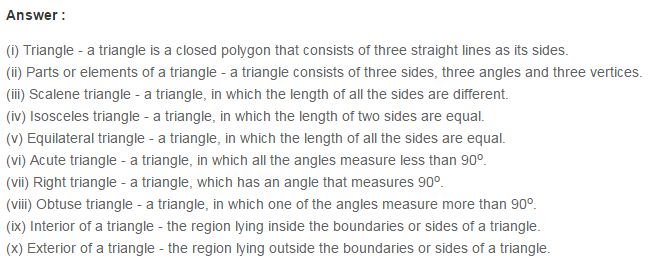 Answer :
(i) Triangle - a triangle is a closed polygon that consists of three straight lines as its sides.
(ii) Parts or elements of a triangle - a triangle consists of three sides, three angles and three vertices.
(iii) Scalene triangle - a triangle, in which the length of all the sides are different.
(iv) Isosceles triangle - a triangle, in which the length of two sides are equal.
(v) Equilateral triangle - a triangle, in which the length of all the sides are equal.
(vi) Acute triangle - a triangle, in which all the angles measure less than 90º.
(vii) Right triangle - a triangle, which has an angle that measures 90º.
(viii) Obtuse triangle - a triangle, in which one of the angles measure more than 90º.
(ix) Interior of a triangle - the region lying inside the boundaries or sides of a triangle.
(x) Exterior of a triangle - the region lying outside the boundaries or sides of a triangle.